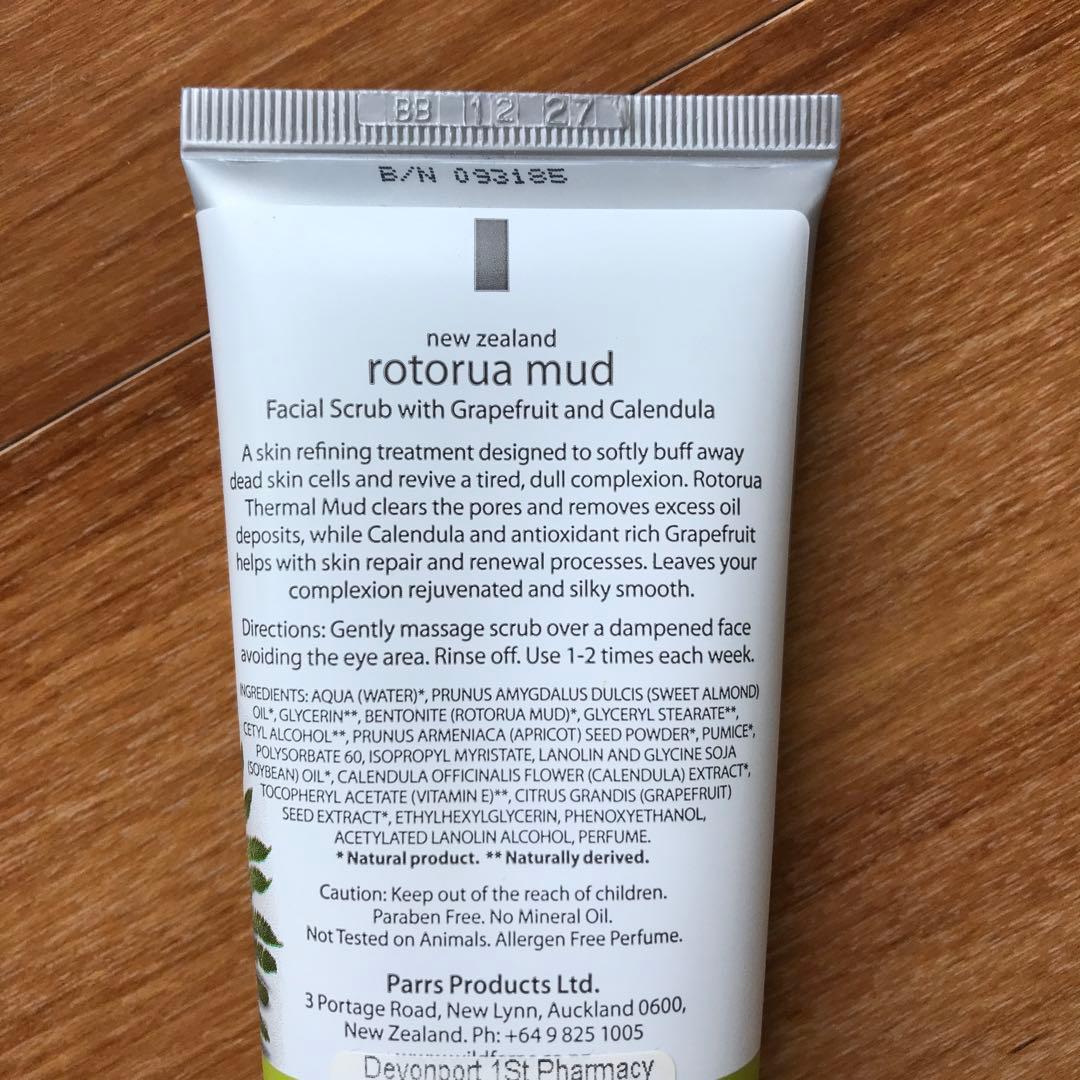 BB 12 27
B/N 093185
new zealand
rotorua mud
Facial Scrub with Grapefruit and Calendula
A skin refining treatment designed to softly buff away
dead skin cells and revive a tired, dull complexion. Rotorua
Thermal Mud clears the pores and removes excess oil
deposits, while Calendula and antioxidant rich Grapefruit
helps with skin repair and renewal processes. Leaves your
complexion rejuvenated and silky smooth.
Directions: Gently massage scrub over a dampened face
avoiding the eye area. Rinse off. Use 1-2 times each week.
INGREDIENTS: AQUA (WATER)*, PRUNUS AMYGDALUS DULCIS (SWEET ALMOND)
OIL*, GLYCERIN**, BENTONITE (ROTORUA MUD)*, GLYCERYL STEARATE**,
CETYL ALCOHOL**, PRUNUS ARMENIACA (APRICOT) SEED POWDER*, PUMICE*,
POLYSORBATE 60, ISOPROPYL MYRISTATE, LANOLIN AND GLYCINE SOJA
(SOYBEAN) OIL*, CALENDULA OFFICINALIS FLOWER (CALENDULA) EXTRACT*,
TOCOPHERYL ACETATE (VITAMIN E)**, CITRUS GRANDIS (GRAPEFRUIT)
SEED EXTRACT*, ETHYLHEXYLGLYCERIN, PHENOXYETHANOL,
ACETYLATED LANOLIN ALCOHOL, PERFUME.
* Natural product. ** Naturally derived.
Caution: Keep out of the reach of children.
Paraben Free. No Mineral Oil.
Not Tested on Animals. Allergen Free Perfume.
Parrs Products Ltd.
3 Portage Road, New Lynn, Auckland 0600,
New Zealand. Ph: +64 9 825 1005
Devonport 1St Pharmacy